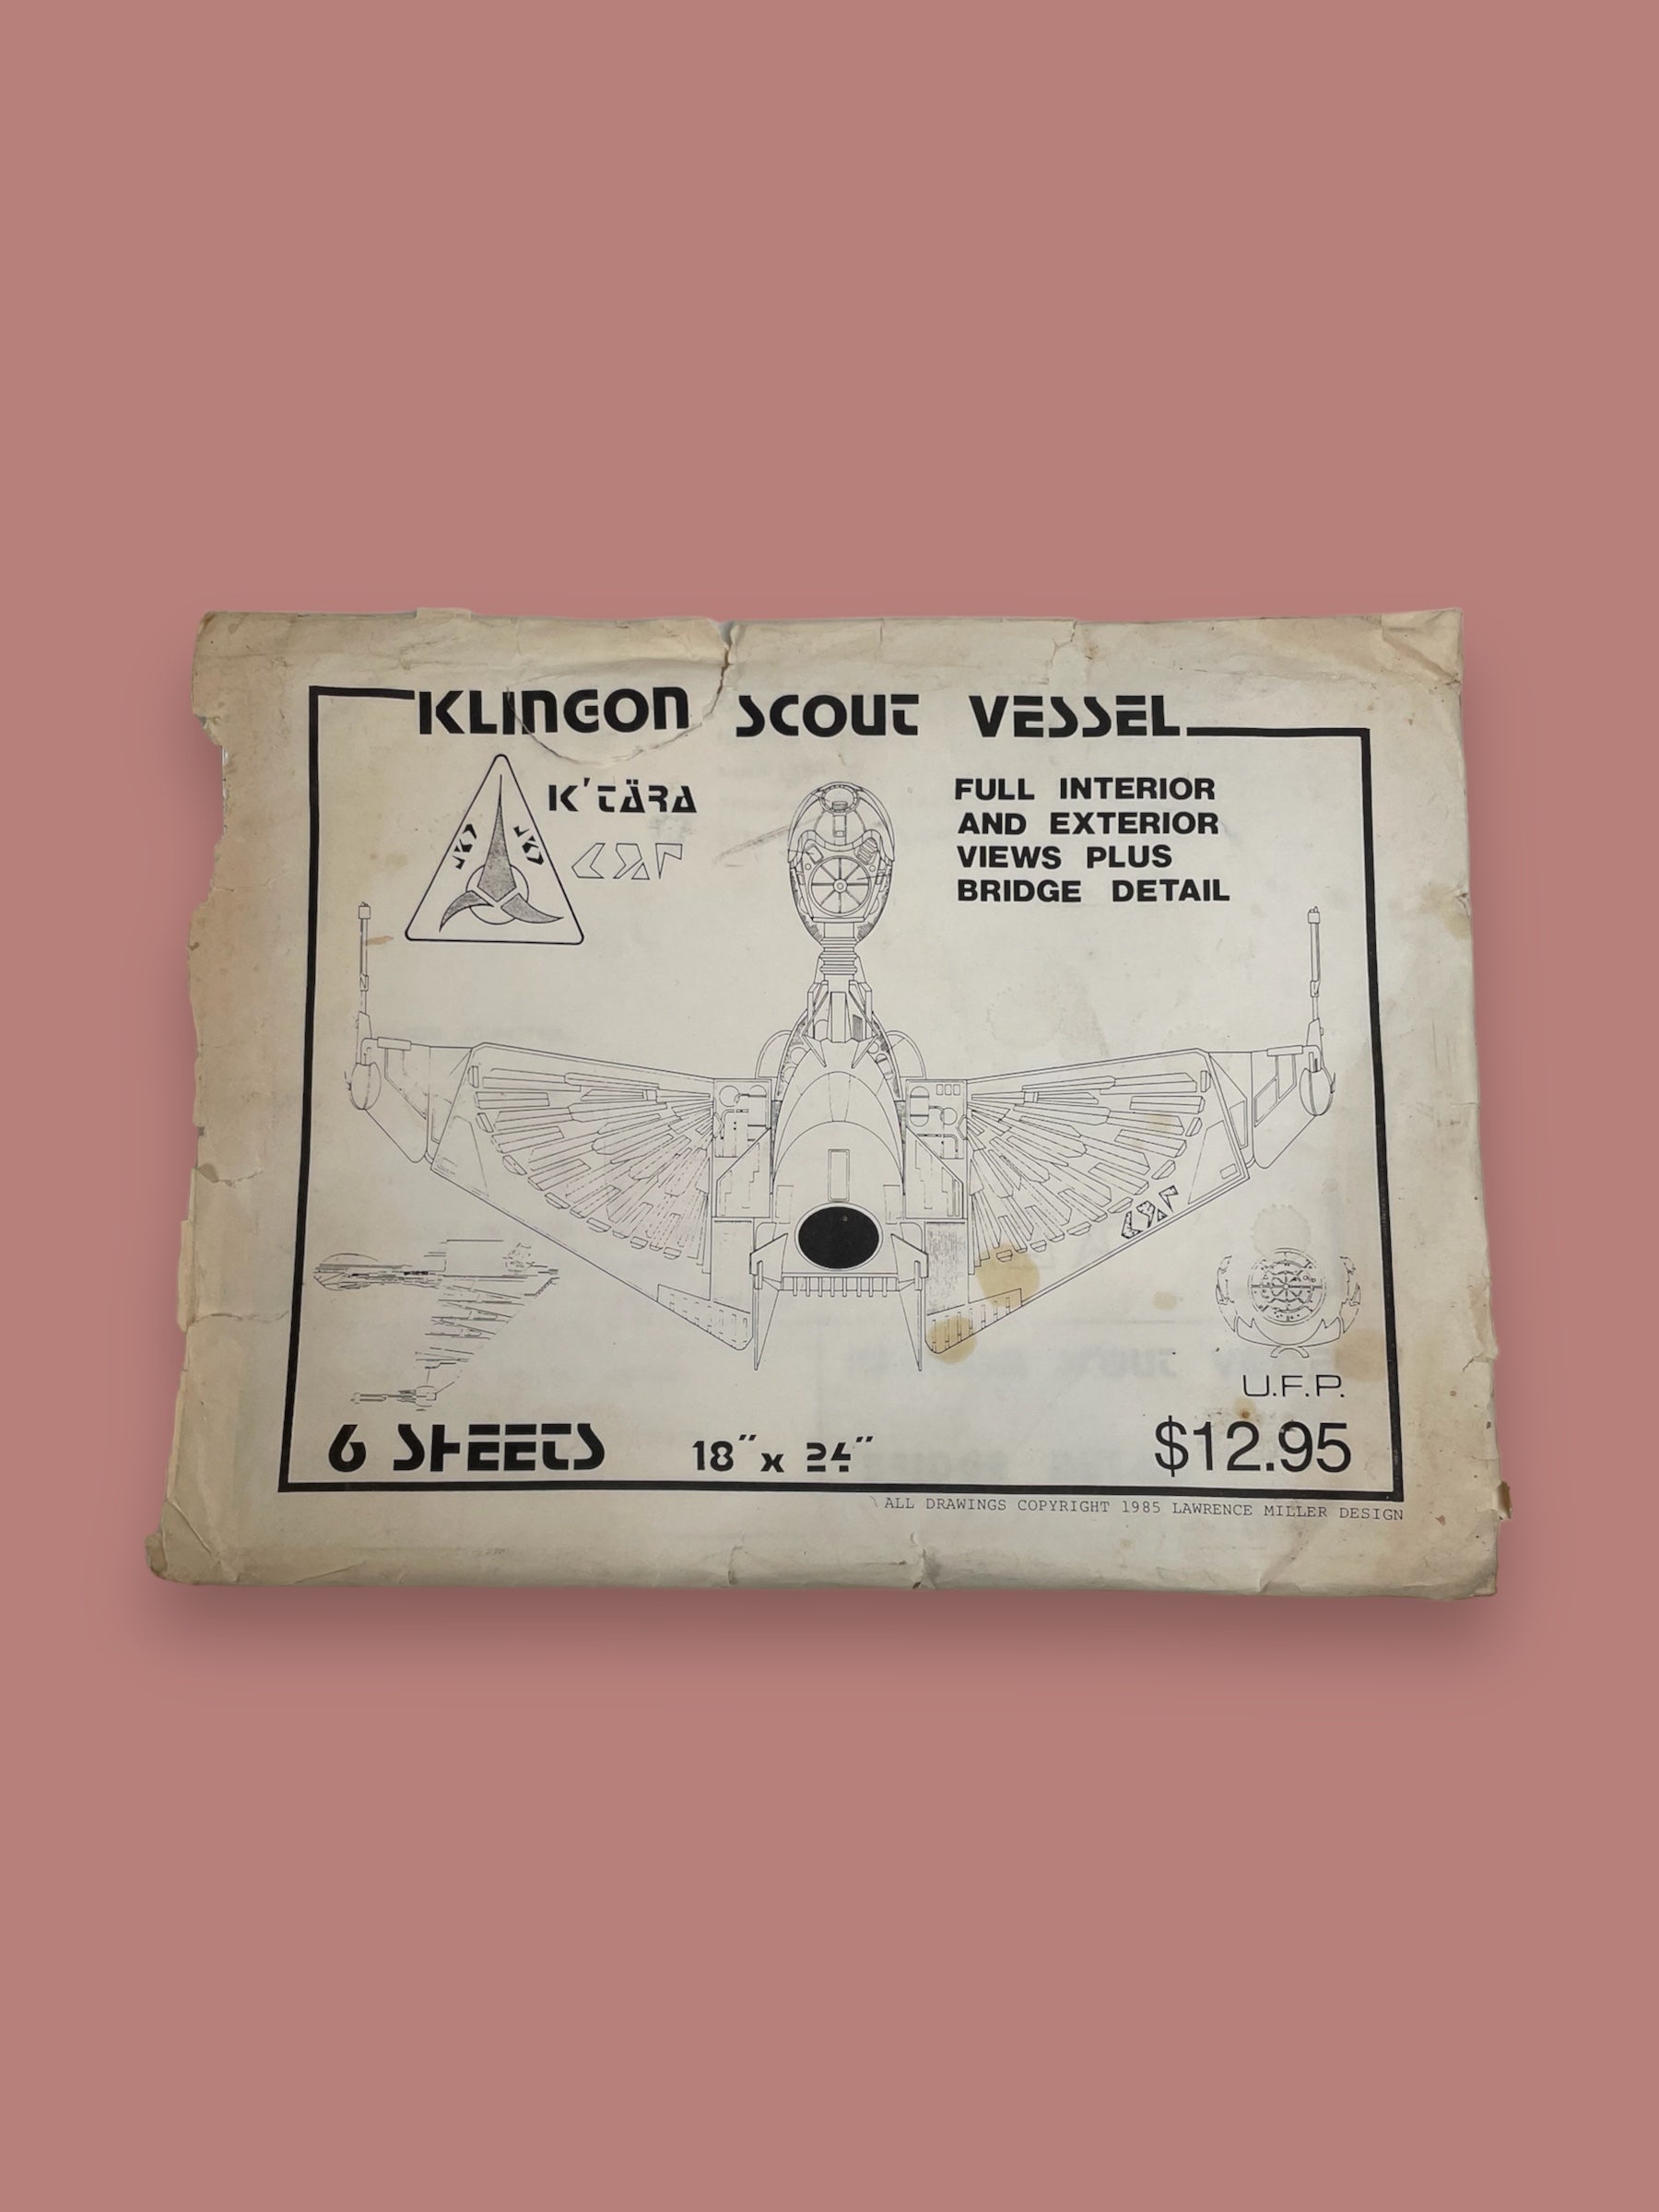 KLINGON SCOUT VESSEL
K'TÄRA
FULL INTERIOR
AND EXTERIOR
VIEWS PLUS
BRIDGE DETAIL
U.F.P.
6 SHEETS
18" x 24"
$12.95
ALL DRAWINGS COPYRIGHT 1985 LAWRENCE MILLER DESIGN